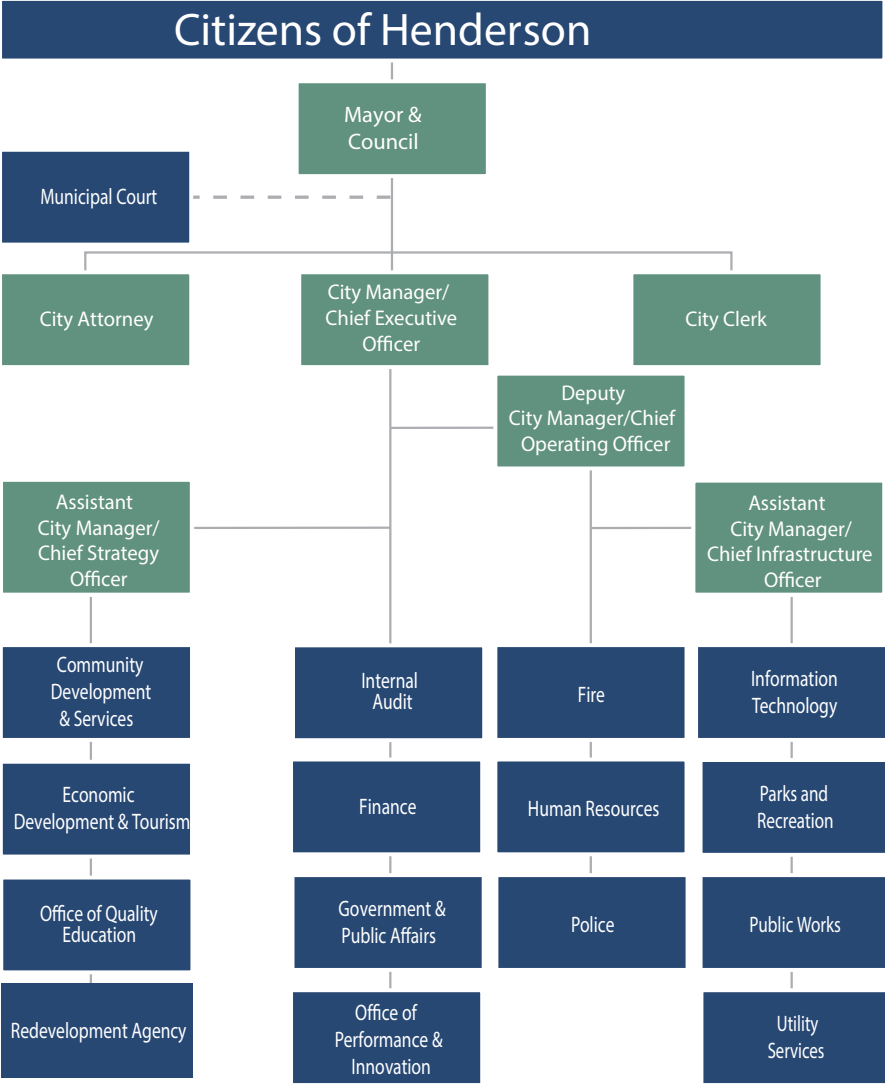 Citizens of Henderson
Mayor &
Council
Municipal Court
City Attorney
City Manager/
Chief Executive
Officer
City Clerk
Deputy
City Manager/Chief
Operating Officer
Assistant
City Manager/
Chief Strategy
Officer
Assistant
City Manager/
Chief Infrastructure
Officer
Community
Development
& Services
Internal
Audit
Fire
Information
Technology
Economic
Development & Tourism
Finance
Human Resources
Parks and
Recreation
Office of Quality
Education
Government &
Public Affairs
Police
Public Works
Redevelopment Agency
Office of
Performance &
Innovation
Utility
Services